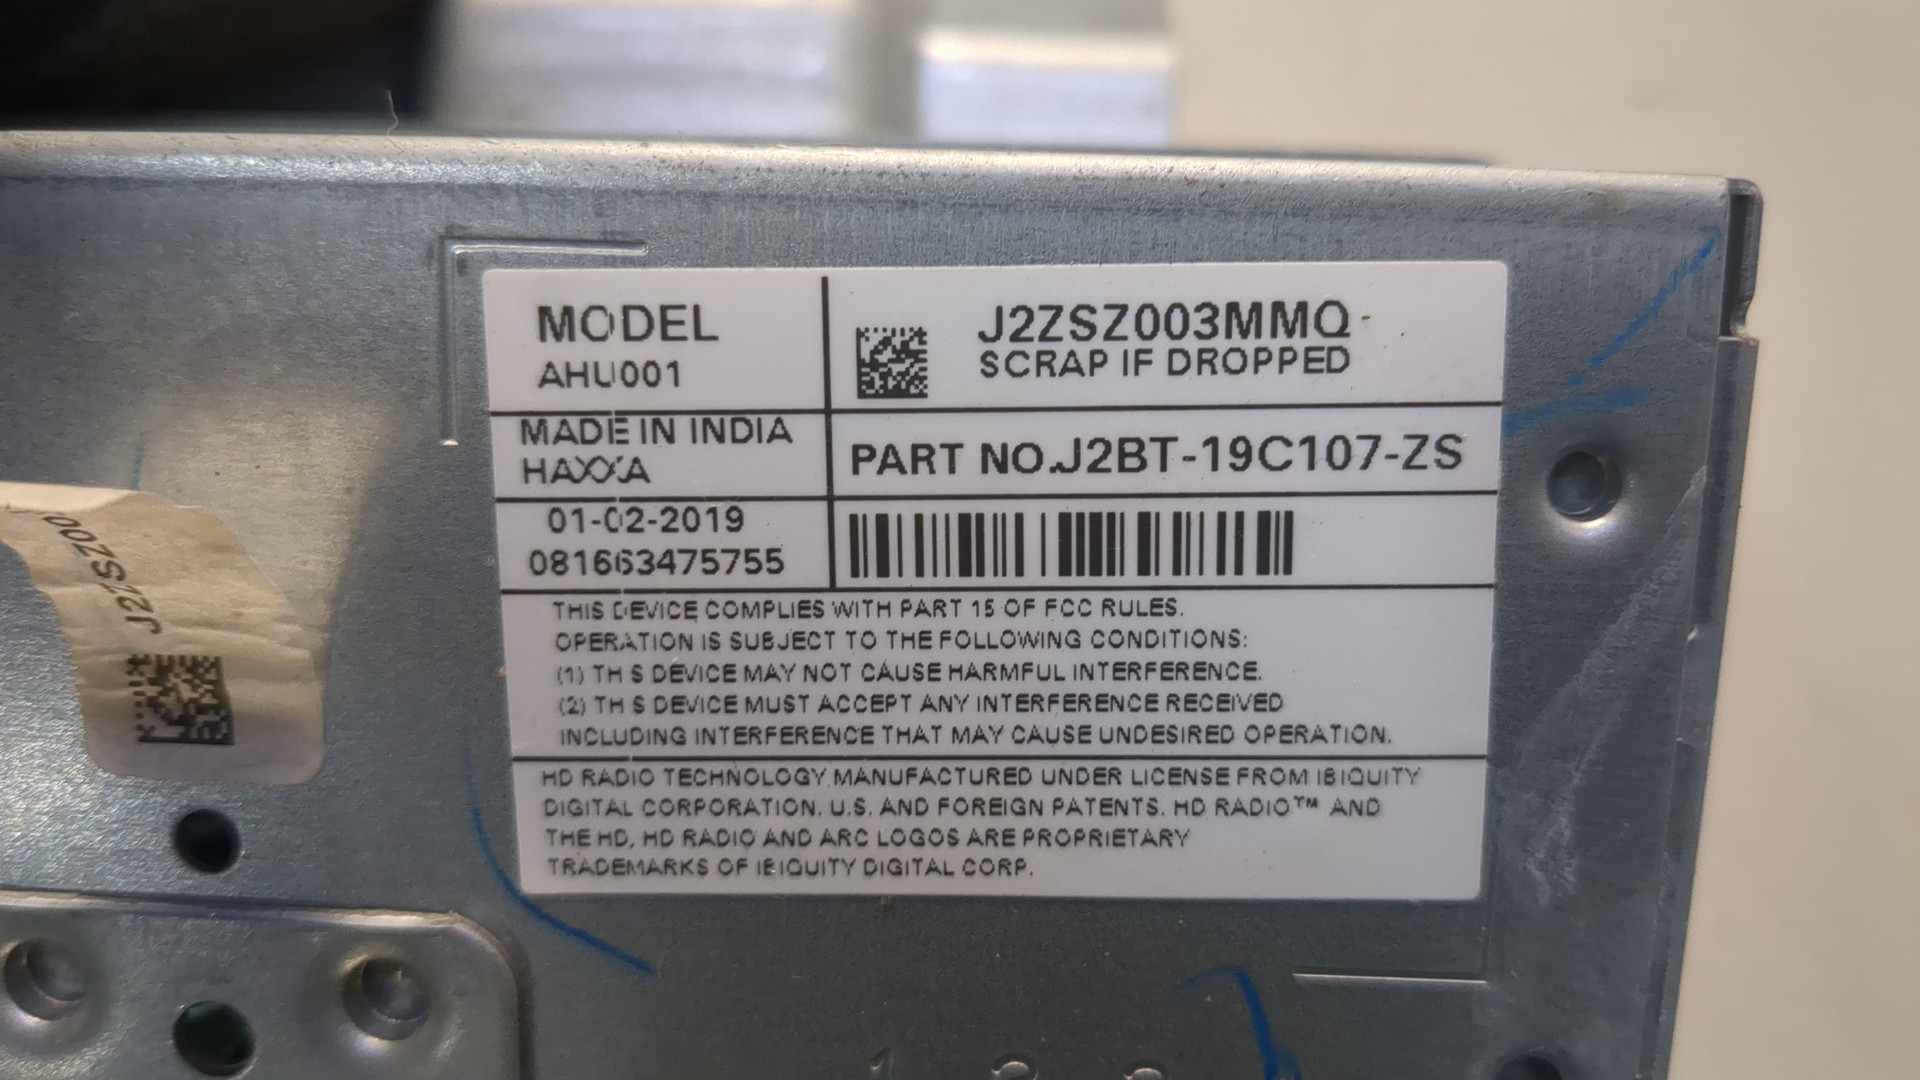 MODEL
AHU001
J2ZSZ003MMQ
SCRAP IF DROPPED
MADE IN INDIA
HAXXA
PART NO.J2BT-19C107-ZS
01-02-2019
081663475755
THIS DEVICE COMPLIES WITH PART 15 OF FCC RULES.
OPERATION IS SUBJECT TO THE FOLLOWING CONDITIONS:
(1) THIS DEVICE MAY NOT CAUSE HARMFUL INTERFERENCE.
(2) THIS DEVICE MUST ACCEPT ANY INTERFERENCE RECEIVED
INCLUDING INTERFERENCE THAT MAY CAUSE UNDESIRED OPERATION.
HD RADIO TECHNOLOGY MANUFACTURED UNDER LICENSE FROM IBIQUITY
DIGITAL CORPORATION. U.S. AND FOREIGN PATENTS. HD RADIO™ AND
THE HD, HD RADIO AND ARC LOGOS ARE PROPRIETARY
TRADEMARKS OF IBIQUITY DIGITAL CORP.
J2ZSZ00